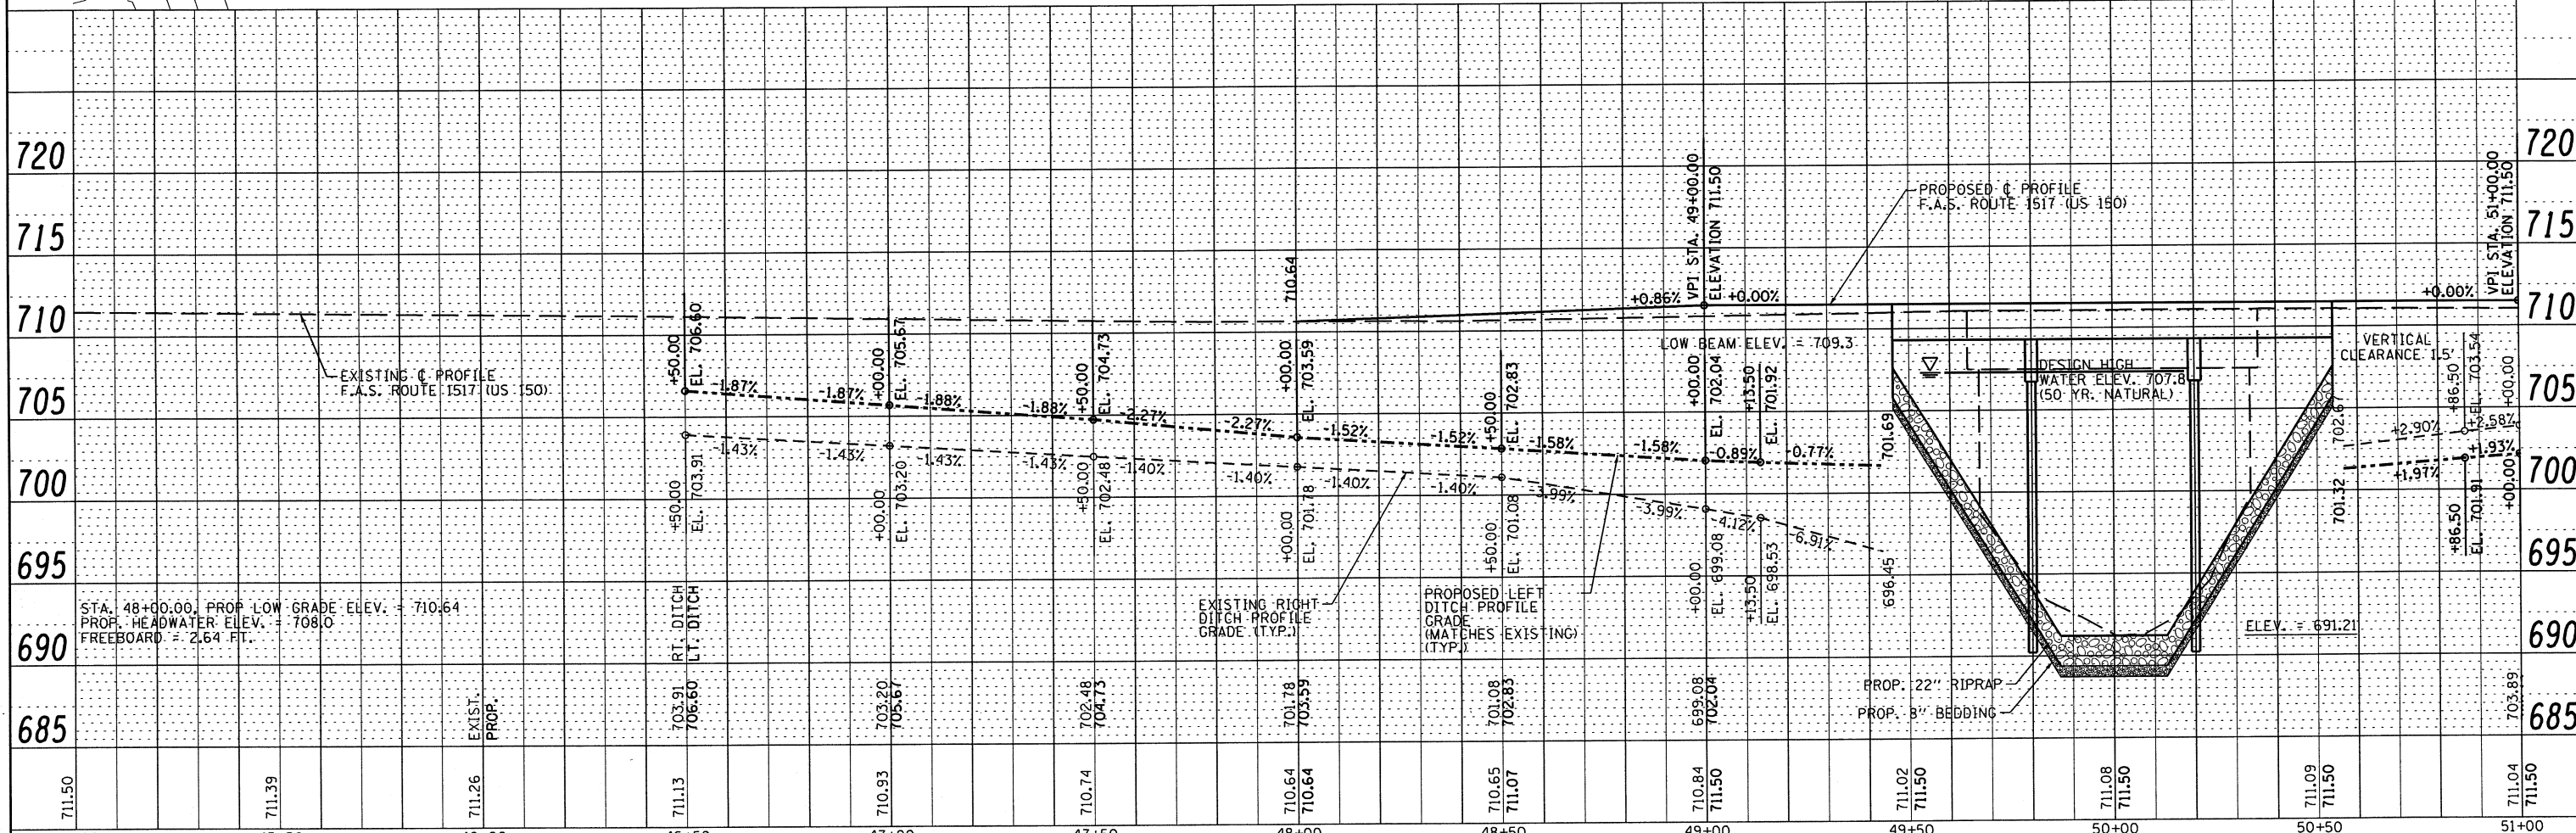 720
715
710
705
700
695
690
685
720
715
710
705
700
695
690
685
EXISTING ℄ PROFILE
F.A.S. ROUTE 1517 (US 150)
STA. 48+00.00, PROP LOW GRADE ELEV. = 710.64
PROP. HEADWATER ELEV. = 708.0
FREEBOARD = 2.64 FT.
EXIST.
PROP.
+50.00
EL. 706.60
-1.87%
-1.87%
+00.00
EL. 705.67
-1.88%
-1.88%
+50.00
EL. 704.73
-2.27%
-2.27%
710.64
+00.00
EL. 703.59
-1.52%
-1.52%
+50.00
EL. 702.83
-1.58%
-1.58%
+0.86%
VPI STA. 49+00.00
ELEVATION 711.50
+0.00%
LOW BEAM ELEV. = 709.3
+00.00
EL. 702.04
+13.50
EL. 701.92
-0.89%
-0.77%
701.69
PROPOSED ℄ PROFILE
F.A.S. ROUTE 1517 (US 150)
DESIGN HIGH
WATER ELEV. 707.8
(50 YR. NATURAL)
VERTICAL
CLEARANCE 1.5'
+0.00%
VPI STA. 51+00.00
ELEVATION 711.50
+86.50
EL. 703.54
+00.00
702.67
+2.90%
+2.58%
+1.93%
+1.97%
701.32
+86.50
EL. 701.91
+00.00
+50.00
EL. 703.91
-1.43%
-1.43%
+00.00
EL. 703.20
-1.43%
-1.43%
+50.00
EL. 702.48
-1.40%
-1.40%
+00.00
EL. 701.78
-1.40%
-1.40%
+50.00
EL. 701.08
-3.99%
-3.99%
+00.00
EL. 699.08
-4.12%
+13.50
EL. 698.53
-6.91%
696.45
RT. DITCH
LT. DITCH
EXISTING RIGHT
DITCH PROFILE
GRADE (TYP.)
PROPOSED LEFT
DITCH PROFILE
GRADE
(MATCHES EXISTING)
(TYP.)
ELEV. = 691.21
PROP. 22" RIPRAP
PROP. 8" BEDDING
703.91
706.60
703.20
705.67
702.48
704.73
701.78
703.59
701.08
702.83
699.08
702.04
703.89
711.50
711.39
711.26
711.13
710.93
710.74
710.64
710.64
710.65
711.07
710.84
711.50
711.02
711.50
711.08
711.50
711.09
711.50
711.04
711.50
46+50
47+00
47+50
48+00
48+50
49+00
49+50
50+00
50+50
51+00